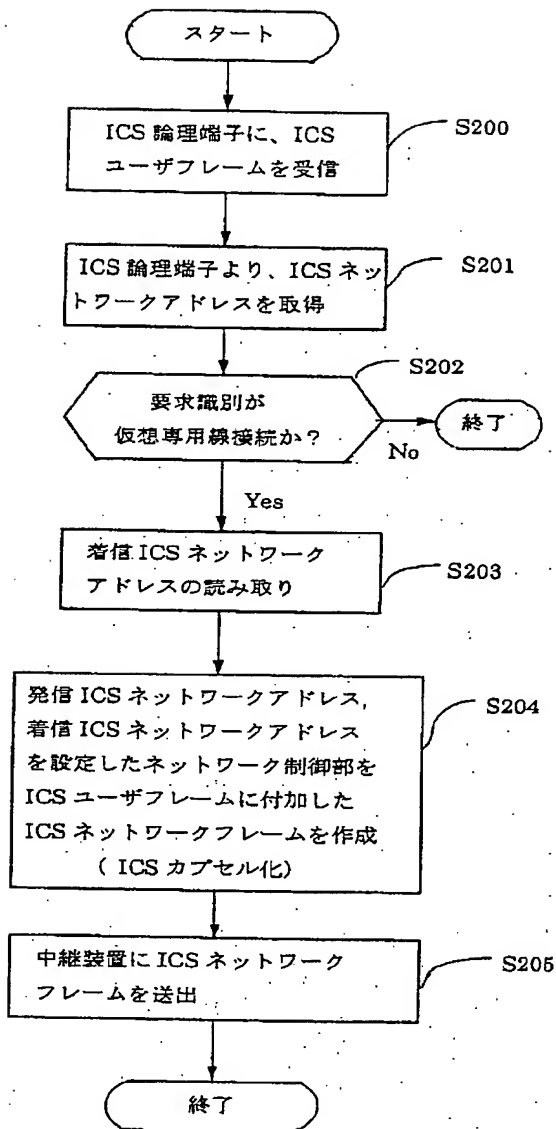 スタート
ICS 論理端子に、ICS
ユーザフレームを受信
S200
ICS 論理端子より、ICS ネッ
トワークアドレスを取得
S201
S202
要求識別が
仮想専用線接続か?
No
終了
Yes
着信 ICS ネットワーク
アドレスの読み取り
S203
発信 ICS ネットワークアドレス,
着信 ICS ネットワークアドレス
を設定したネットワーク制御部を
ICS ユーザフレームに付加した
ICS ネットワークフレームを作成
( ICS カプセル化)
S204
中継装置に ICS ネットワーク
フレームを送出
S205
終了